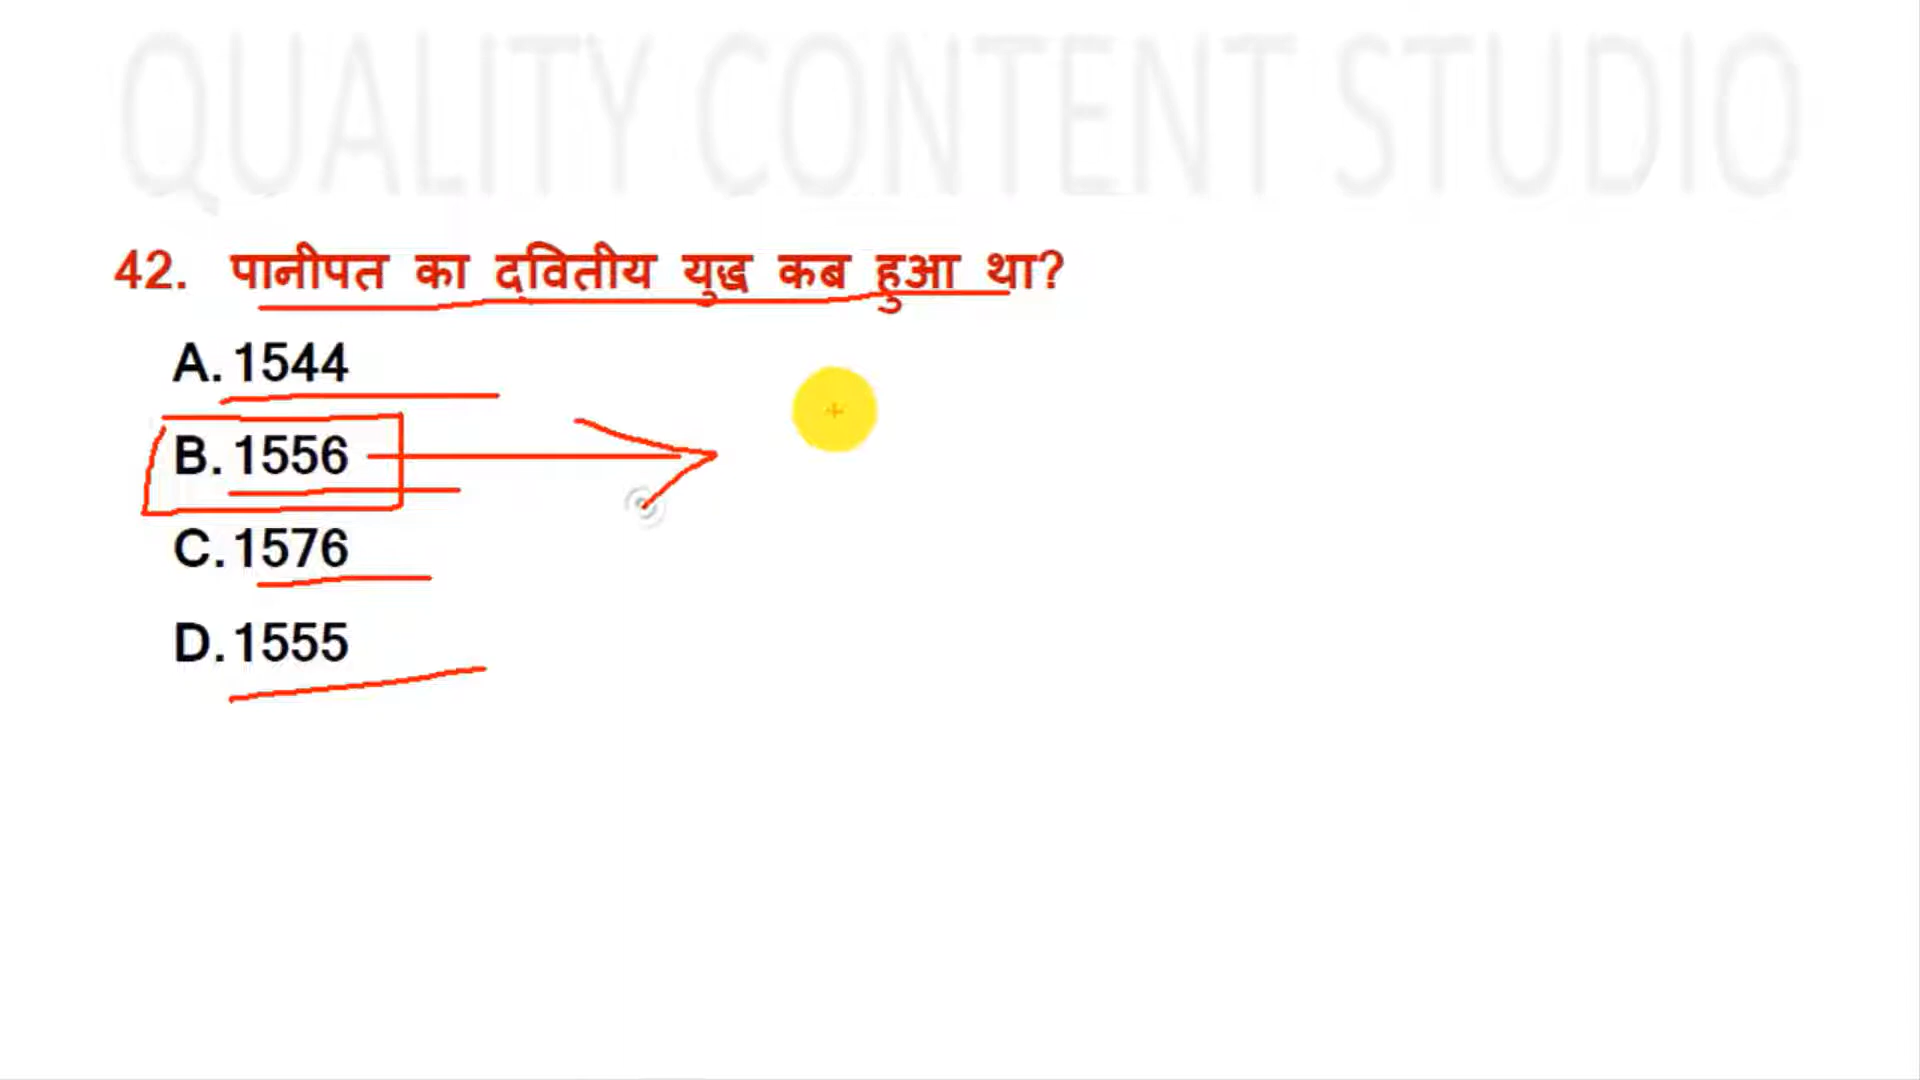 QUALITY CONTENT STUDIO
42. पानीपत का दवितीय युद्ध कब हुआ था?
A. 1544
B. 1556
C. 1576
D. 1555